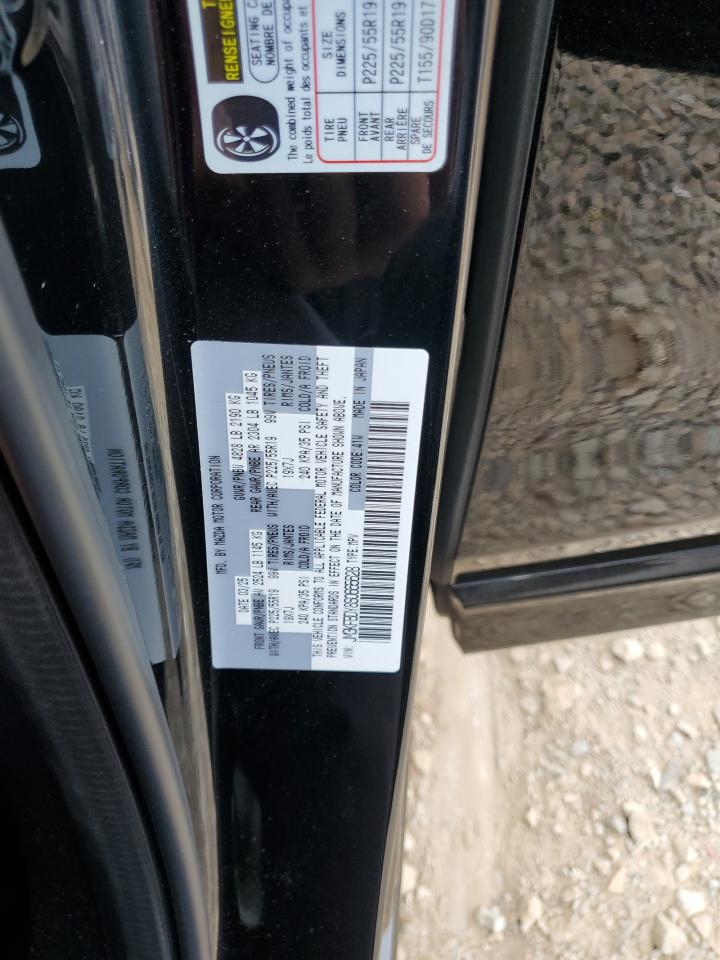 RENSEIGNE
SEATING CA
NOMBRE DE
The combined weight of occupa
Le poids total des occupants et
TIRE
PNEU
SIZE
DIMENSIONS
FRONT
AVANT
P225/55R19
REAR
ARRIÈRE
P225/55R19
SPARE
DE SECOURS
T155/90D17
MFD. BY MAZDA MOTOR CORPORATION
DATE 03/25
GVWR/PNBV 4828 LB 2190 KG
FRONT GAWR/PNBE AV 2524 LB 1145 KG
REAR GAWR/PNBE AR 2304 LB 1045 KG
WITH/AVEC P225/55R19 99V TIRES/PNEUS
WITH/AVEC P225/55R19 99V TIRES/PNEUS
19X7J RIMS/JANTES
19X7J RIMS/JANTES
240 KPA/35 PSI COLD/A FROID
240 KPA/35 PSI COLD/A FROID
THIS VEHICLE CONFORMS TO ALL APPLICABLE FEDERAL MOTOR VEHICLE SAFETY AND THEFT
PREVENTION STANDARDS IN EFFECT ON THE DATE OF MANUFACTURE SHOWN ABOVE.
VIN: TYPE:MPV COLOR CODE:41W MADE IN JAPAN